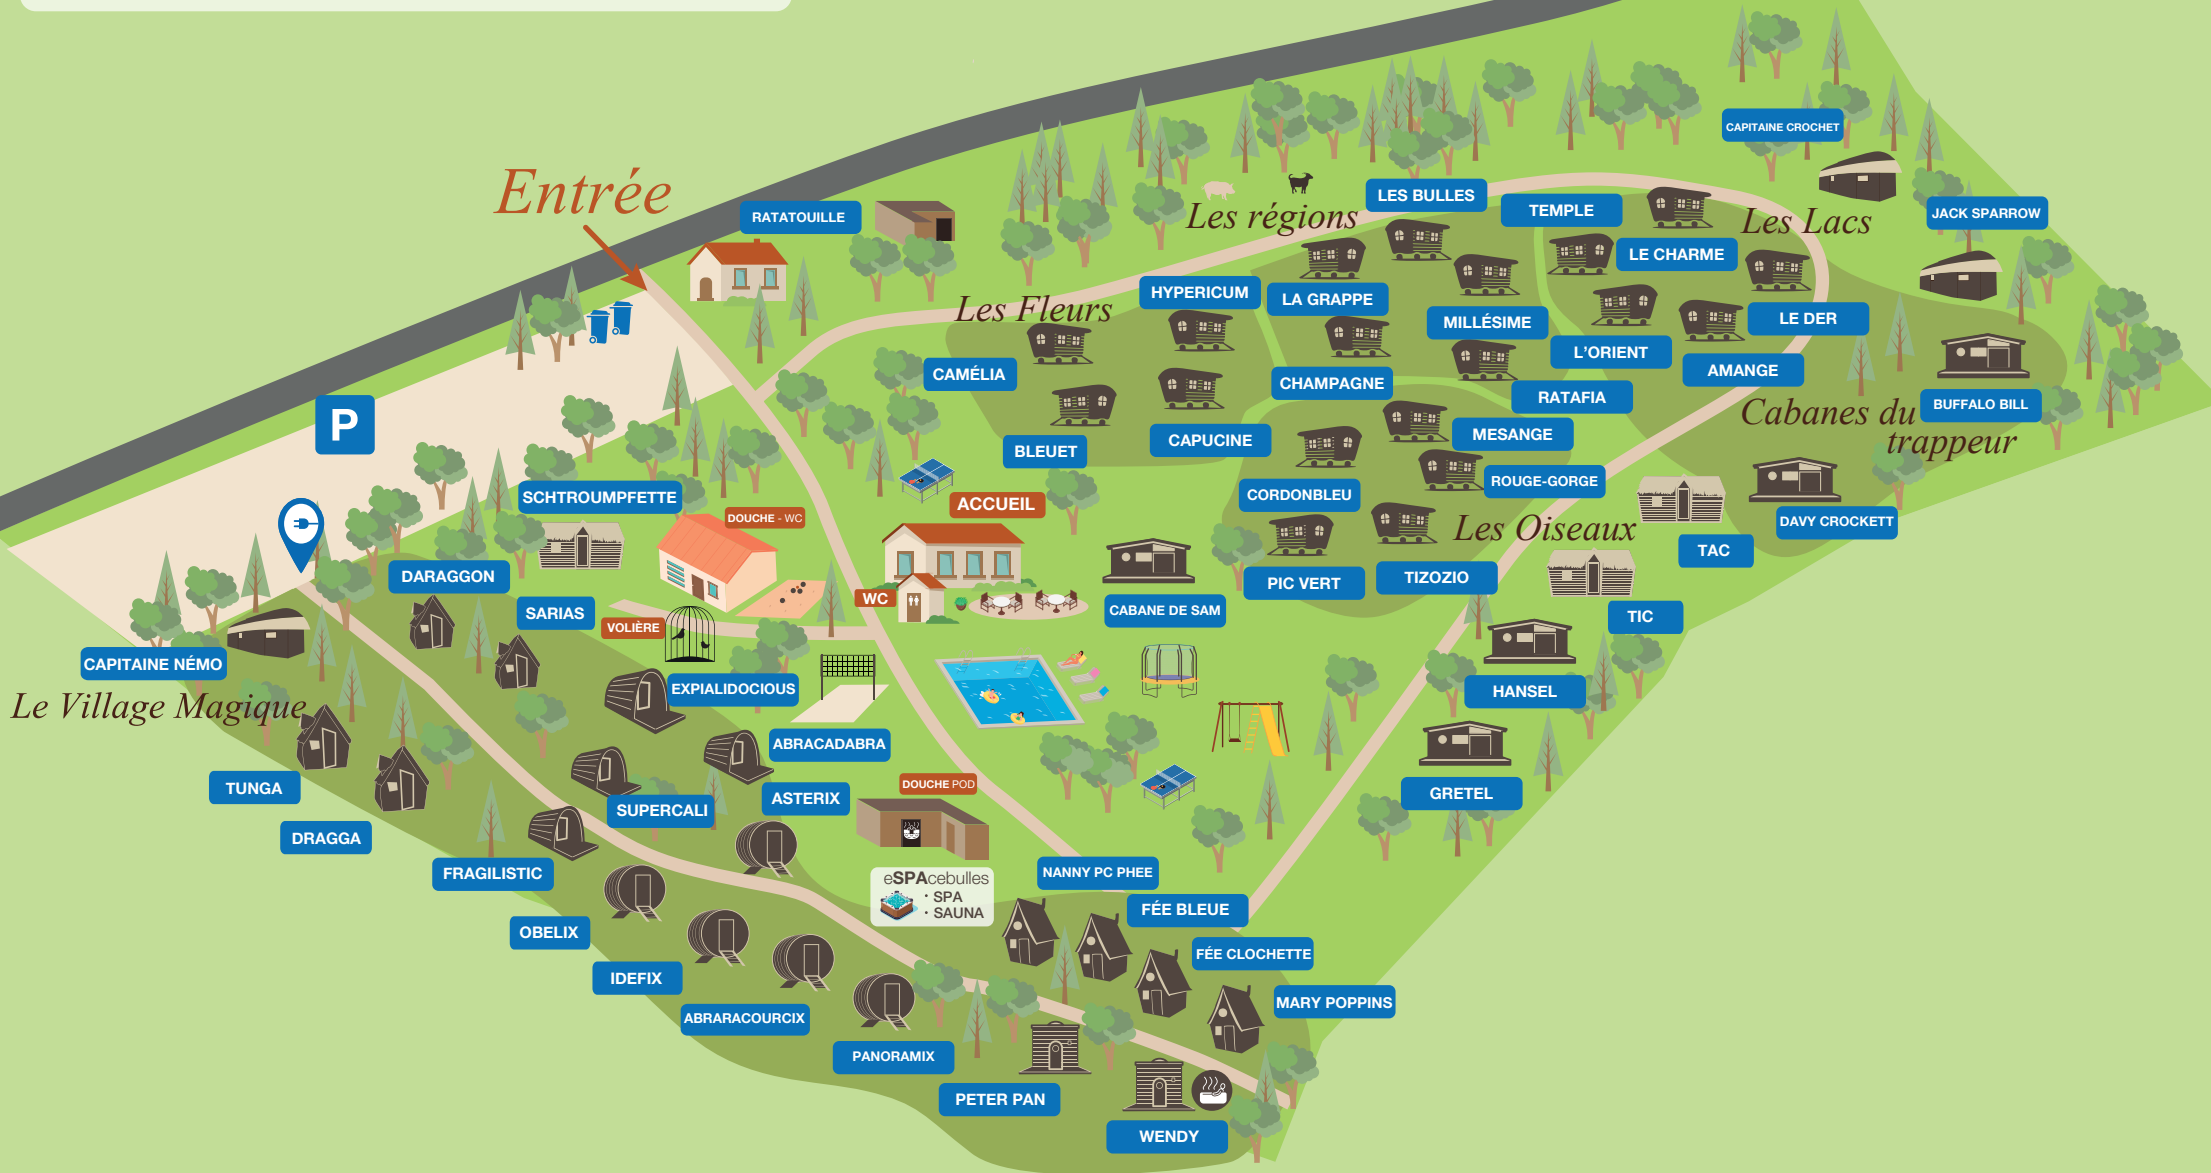 CAPITAINE CROCHET
Entrée
RATATOUILLE
Les régions
LES BULLES
TEMPLE
Les Lacs
JACK SPARROW
LE CHARME
HYPERICUM
LA GRAPPE
Les Fleurs
MILLÉSIME
LE DER
L'ORIENT
CAMÉLIA
CHAMPAGNE
AMANGE
RATAFIA
Cabanes du
trappeur
BUFFALO BILL
P
BLEUET
CAPUCINE
MESANGE
SCHTROUMPFETTE
ACCUEIL
CORDONBLEU
ROUGE-GORGE
DOUCHE - WC
Les Oiseaux
DAVY CROCKETT
TAC
DARAGGON
PIC VERT
TIZOZIO
WC
CABANE DE SAM
SARIAS
VOLIÈRE
TIC
CAPITAINE NÉMO
EXPIALIDOCIOUS
HANSEL
Le Village Magique
ABRACADABRA
TUNGA
DOUCHE POD
ASTERIX
GRETEL
SUPERCALI
DRAGGA
FRAGILISTIC
NANNY PC PHEE
eSPAcebulles
· SPA
· SAUNA
FÉE BLEUE
OBELIX
FÉE CLOCHETTE
IDEFIX
MARY POPPINS
ABRARACOURCIX
PANORAMIX
PETER PAN
WENDY